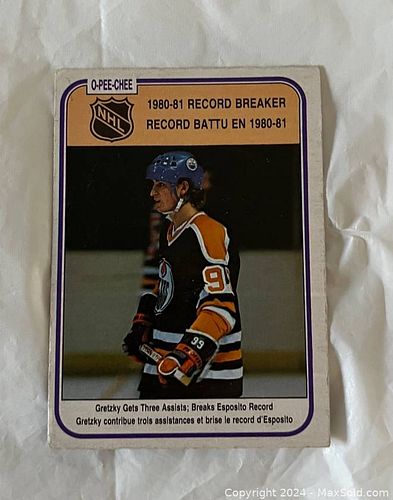 O-PEE-CHEE
NHL
1980-81 RECORD BREAKER
RECORD BATTU EN 1980-81
99
Gretzky Gets Three Assists; Breaks Esposito Record
Gretzky contribue trois assistances et brise le record d'Esposito
Copyright © 2024 - MaxSold.com